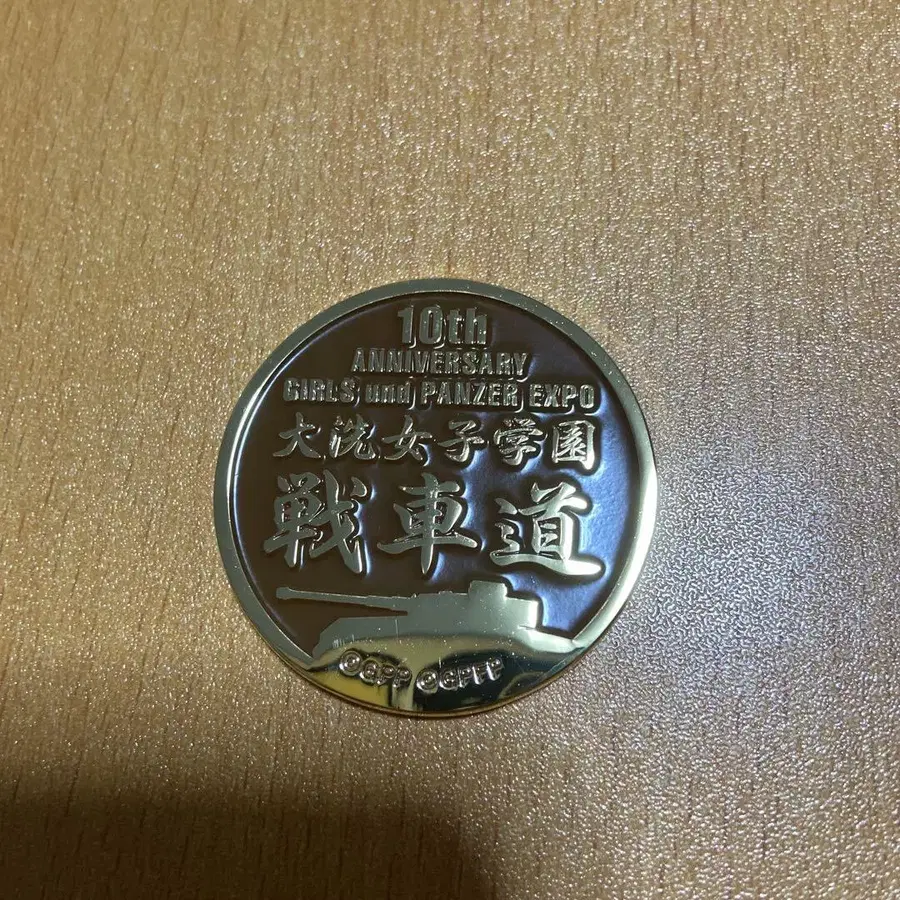 10th
ANNIVERSARY
GIRLS und PANZER EXPO
大洗女子学園
戦車道
©GPP ©GPFP